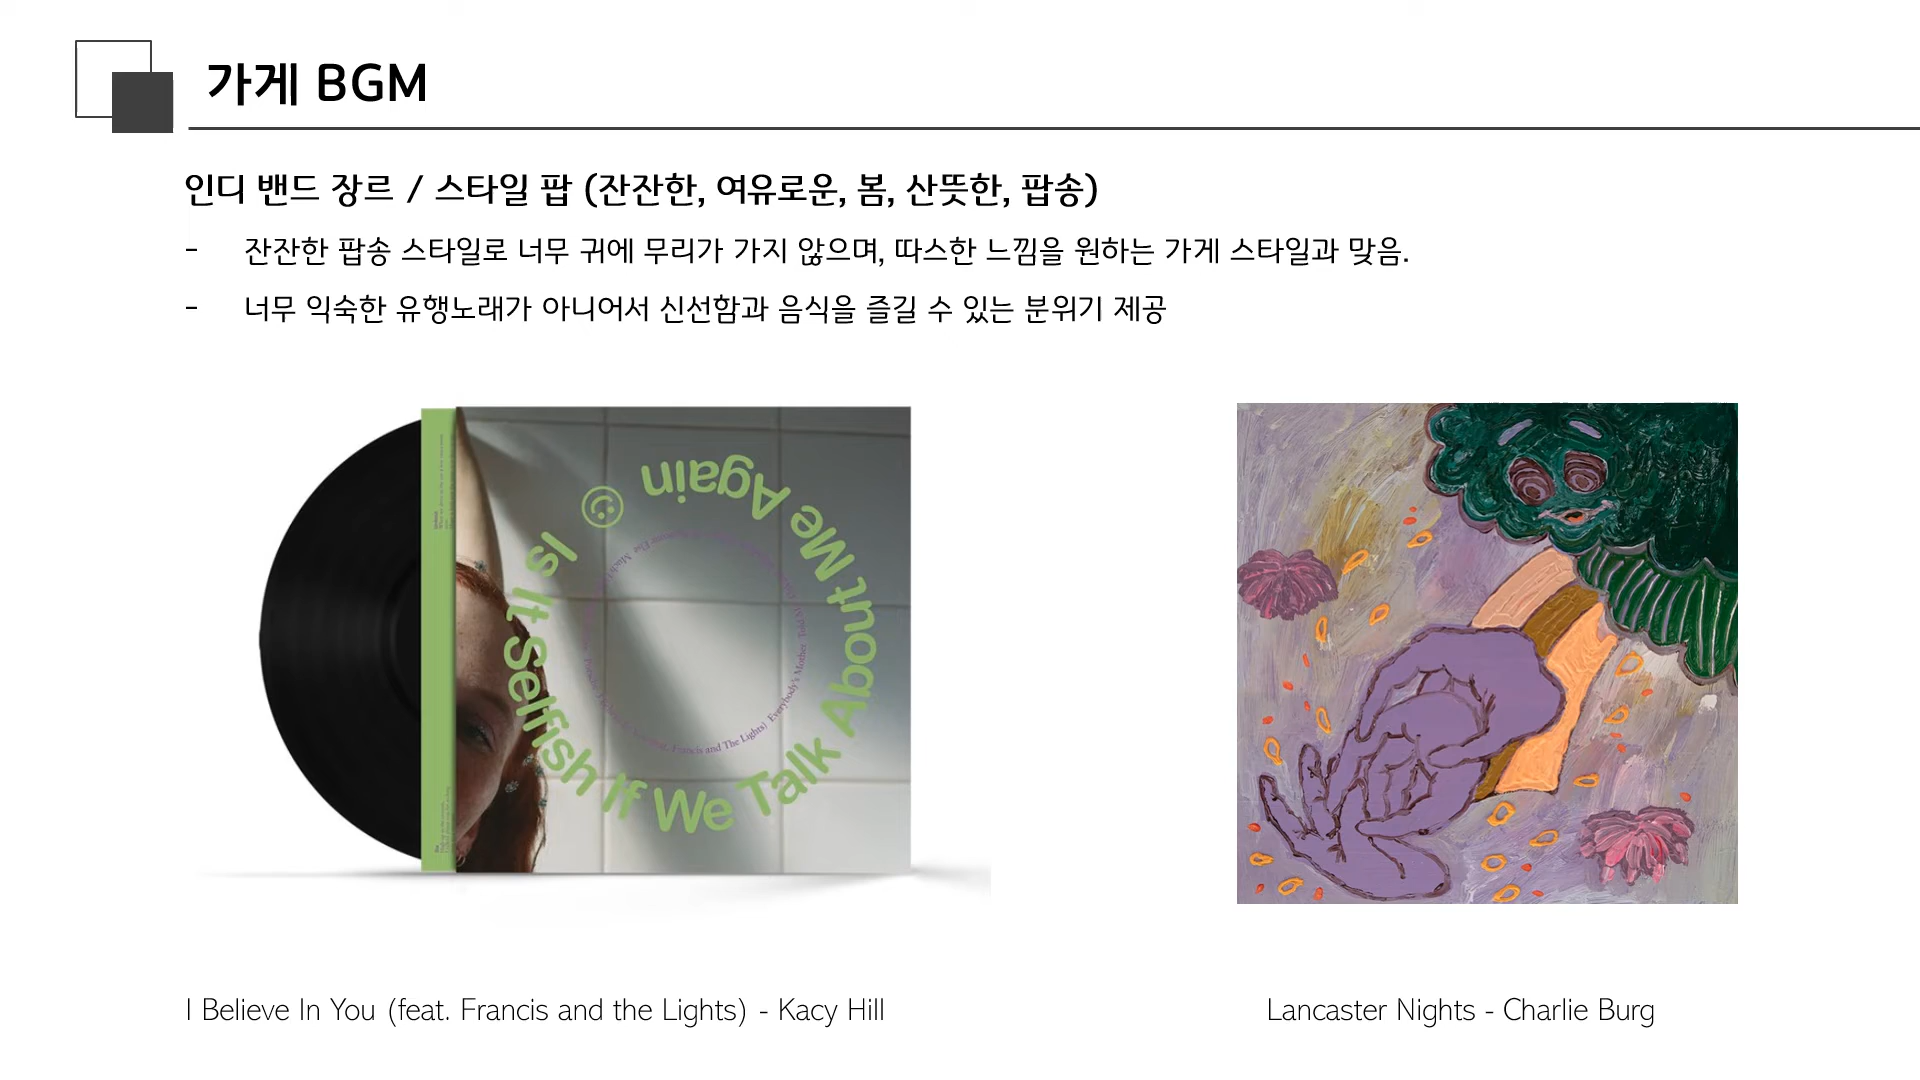 가게 BGM
인디 밴드 장르 / 스타일 팝 (잔잔한, 여유로운, 봄, 산뜻한, 팝송)
- 잔잔한 팝송 스타일로 너무 귀에 무리가 가지 않으며, 따스한 느낌을 원하는 가게 스타일과 맞음.
- 너무 익숙한 유행노래가 아니어서 신선함과 음식을 즐길 수 있는 분위기 제공
Is It Selfish If We Talk About Me Again
Francis and The Lights) Everybody's Mother
I Believe In You (feat. Francis and the Lights) - Kacy Hill
Lancaster Nights - Charlie Burg